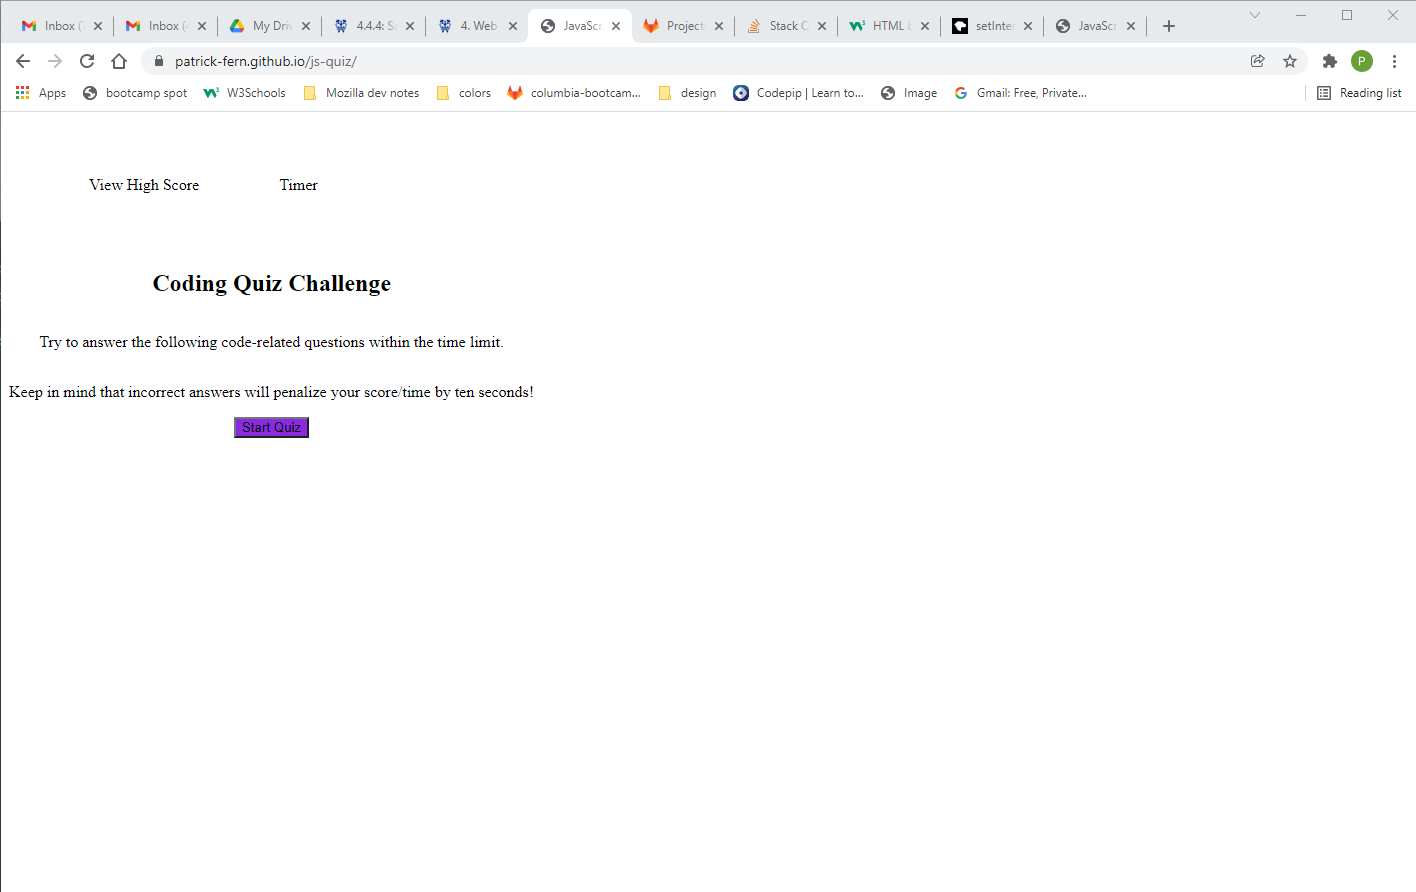 Inbox ( Inbox ( My Driv 4.4.4: S 4. Web JavaScr Project Stack O HTML setInter JavaScr
patrick-fern.github.io/js-quiz/ P
Apps bootcamp spot W3Schools Mozilla dev notes colors columbia-bootcam... design Codepip | Learn to... Image Gmail: Free, Private... Reading list
View High Score Timer
Coding Quiz Challenge
Try to answer the following code-related questions within the time limit.
Keep in mind that incorrect answers will penalize your score/time by ten seconds!
Start Quiz